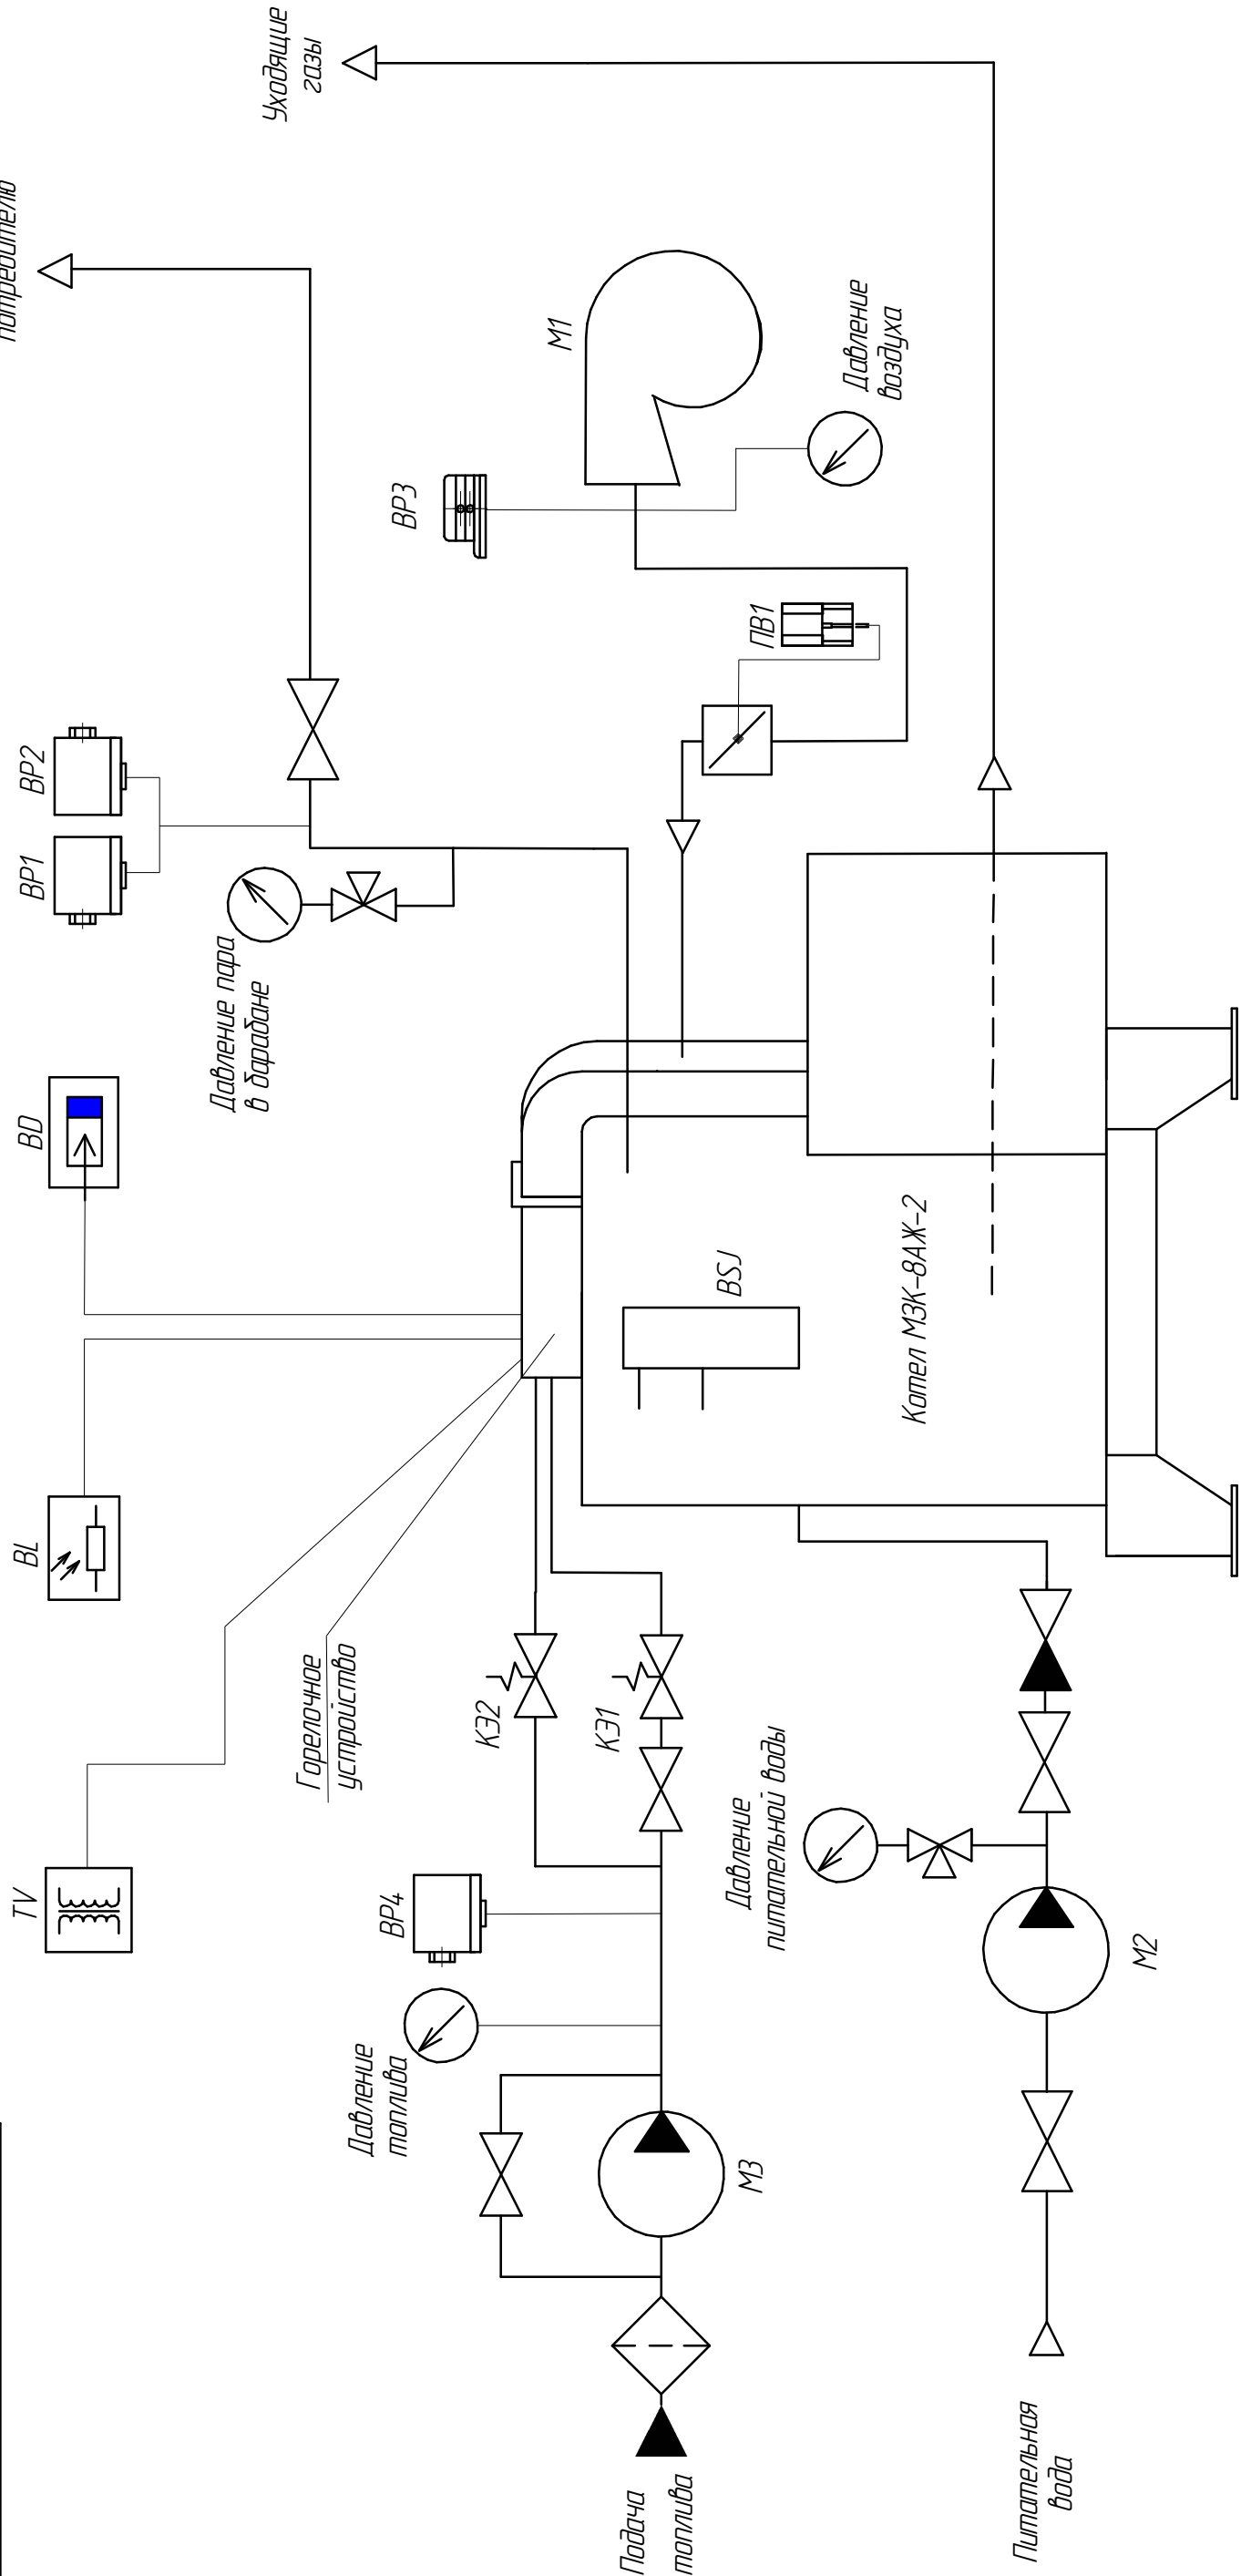 потребителю
Уходящие
газы
ВР2
ВР1
ВР3
М1
Давление
воздуха
ПВ1
Давление пара
в барабане
BD
BL
TV
BSJ
Котел МЗК-8АЖ-2
Горелочное
устройство
КЭ2
КЭ1
ВР4
Давление
топлива
М3
Давление
питательной воды
М2
Подача
топлива
Питательная
вода